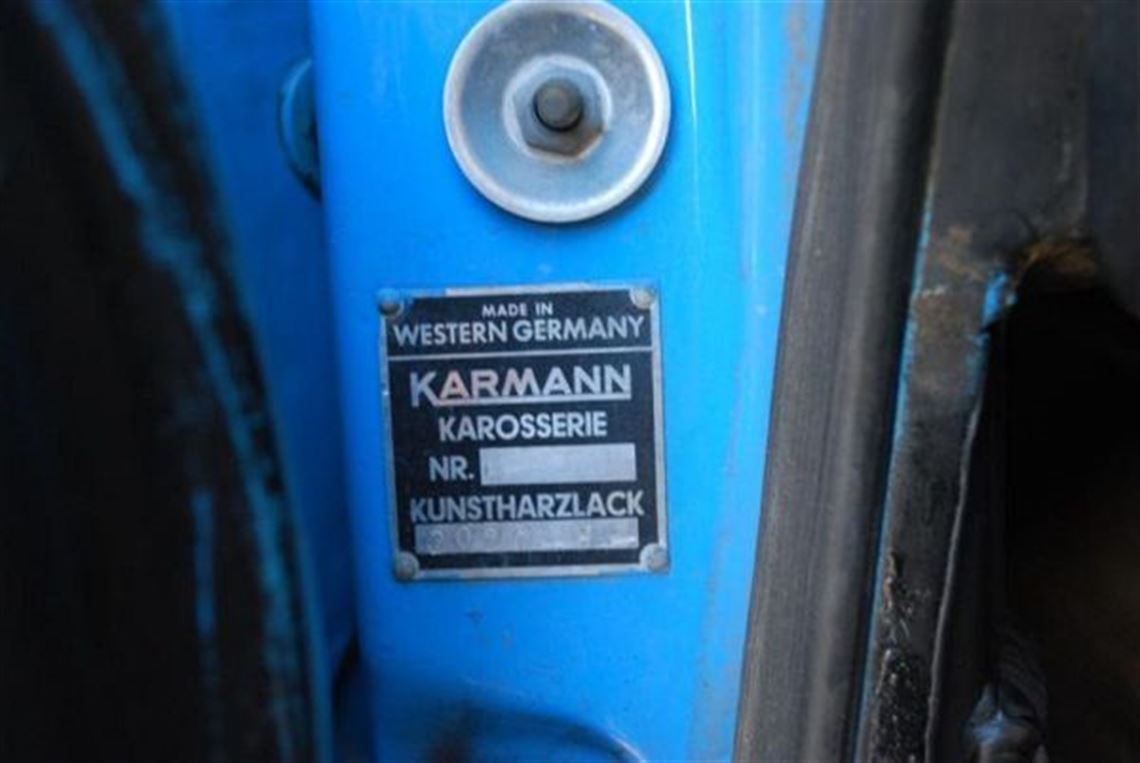 MADE IN
WESTERN GERMANY
KARMANN
KAROSSERIE
NR.
KUNSTHARZLACK